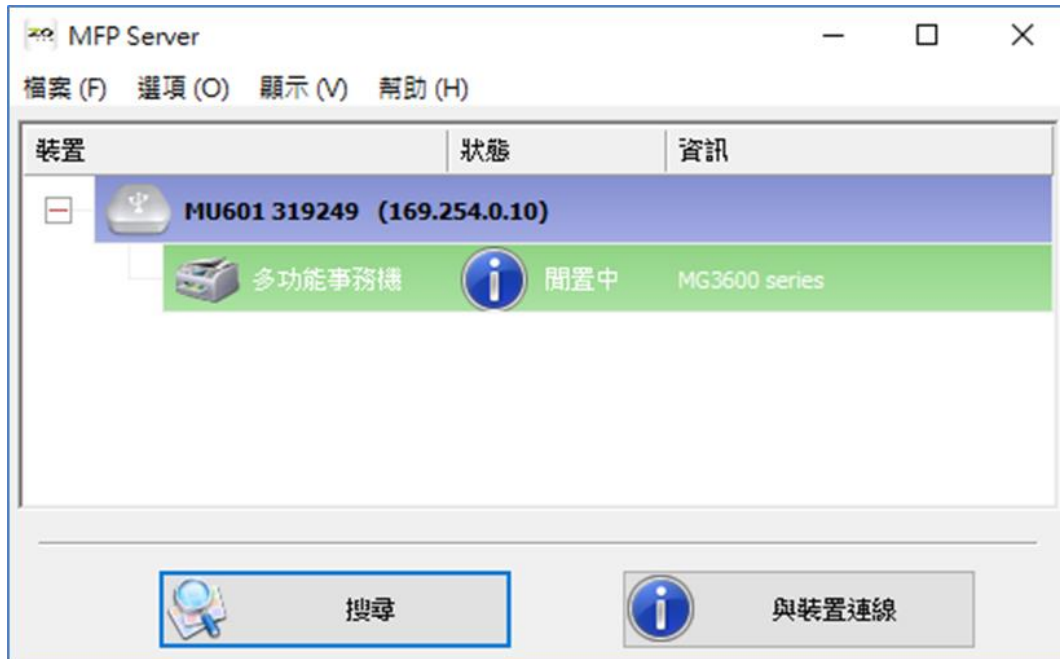 MFP Server
檔案 (F) 選項 (O) 顯示 (V) 幫助 (H)
裝置 狀態 資訊
MU601 319249 (169.254.0.10)
多功能事務機 閒置中 MG3600 series
搜尋 與裝置連線